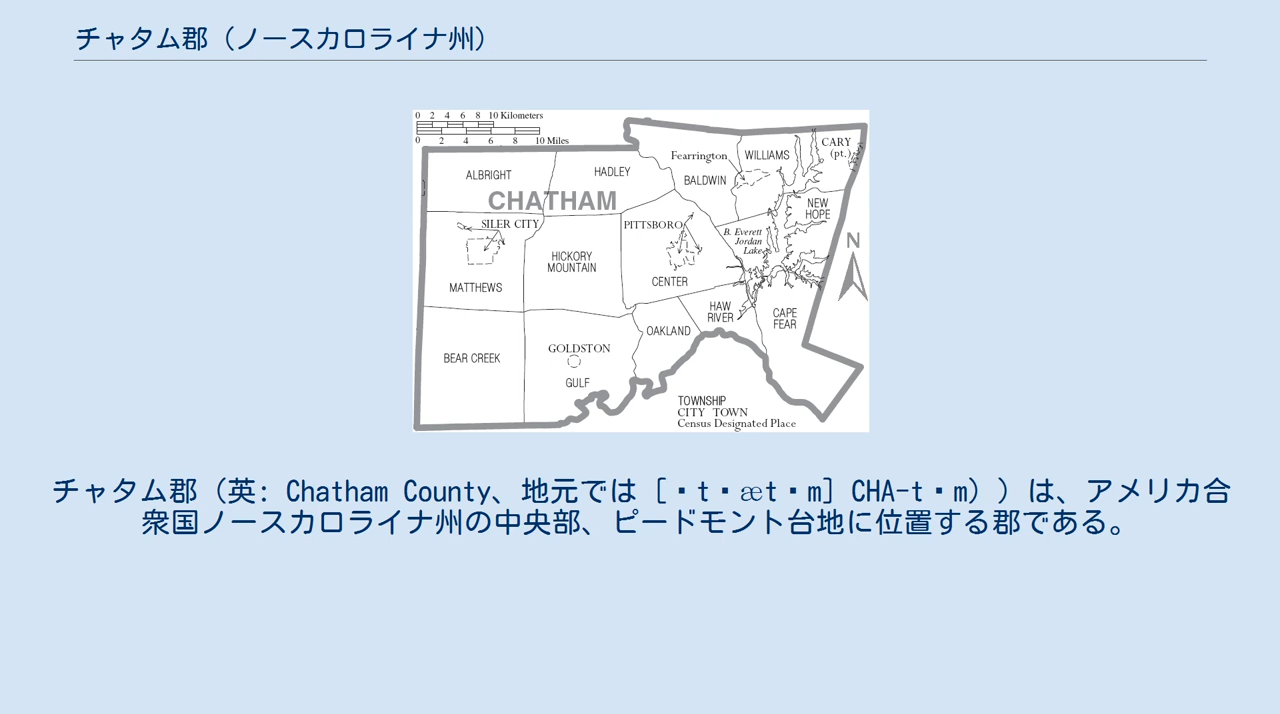 チャタム郡（ノースカロライナ州）
0 2 4 6 8 10 Kilometers
0 2 4 6 8 10 Miles
CARY
(pt.)
Fearrington
WILLIAMS
ALBRIGHT
HADLEY
BALDWIN
CHATHAM
NEW
HOPE
SILER CITY
PITTSBORO
B. Everett
Jordan
Lake
N
HICKORY
MOUNTAIN
MATTHEWS
CENTER
HAW
RIVER
CAPE
FEAR
OAKLAND
BEAR CREEK
GOLDSTON
GULF
TOWNSHIP
CITY TOWN
Census Designated Place
チャタム郡（英: Chatham County、地元では［・t・æt・m］CHA-t・m））は、アメリカ合
衆国ノースカロライナ州の中央部、ピードモント台地に位置する郡である。